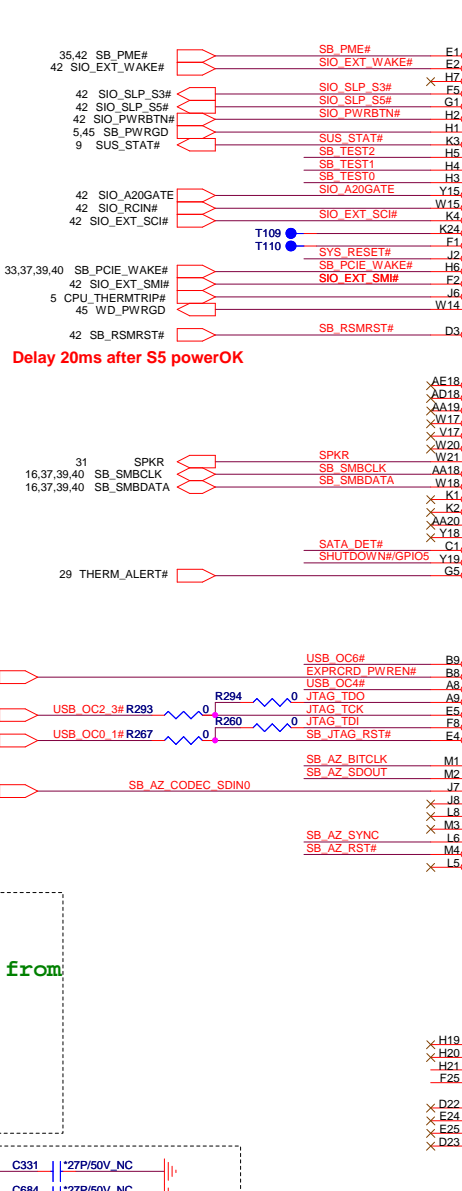 35,42 SB_PME# SB_PME# E1
42 SIO_EXT_WAKE# SIO_EXT_WAKE# E2
H7
42 SIO_SLP_S3# SIO_SLP_S3# F5
42 SIO_SLP_S5# SIO_SLP_S5# G1
42 SIO_PWRBTN# SIO_PWRBTN# H2
5,45 SB_PWRGD H1
9 SUS_STAT# SUS_STAT# K3
SB_TEST2 H5
SB_TEST1 H4
SB_TEST0 H3
42 SIO_A20GATE SIO_A20GATE Y15
42 SIO_RCIN# W15
42 SIO_EXT_SCI# SIO_EXT_SCI# K4
T109 K24
T110 F1
SYS_RESET# J2
33,37,39,40 SB_PCIE_WAKE# SB_PCIE_WAKE# H6
42 SIO_EXT_SMI# SIO_EXT_SMI# F2
5 CPU_THERMTRIP# J6
45 WD_PWRGD W14
42 SB_RSMRST# SB_RSMRST# D3
Delay 20ms after S5 powerOK
AE18
AD18
AA19
W17
V17
W20
31 SPKR SPKR W21
16,37,39,40 SB_SMBCLK SB_SMBCLK AA18
16,37,39,40 SB_SMBDATA SB_SMBDATA W18
K1
K2
AA20
Y18
SATA_DET# C1
SHUTDOWN#/GPIO5 Y19
29 THERM_ALERT# G5
USB_OC6# B9
EXPRCRD_PWREN# B8
USB_OC4# A8
R294 0 JTAG_TDO A9
USB_OC2_3# R293 0 JTAG_TCK E5
R260 0 JTAG_TDI F8
USB_OC0_1# R267 0 SB_JTAG_RST# E4
SB_AZ_BITCLK M1
SB_AZ_SDOUT M2
SB_AZ_CODEC_SDIN0 J7
J8
L8
M3
SB_AZ_SYNC L6
SB_AZ_RST# M4
L5
from
H19
H20
H21
F25
D22
E24
E25
D23
C331 *27P/50V_NC
C684 *27P/50V_NC